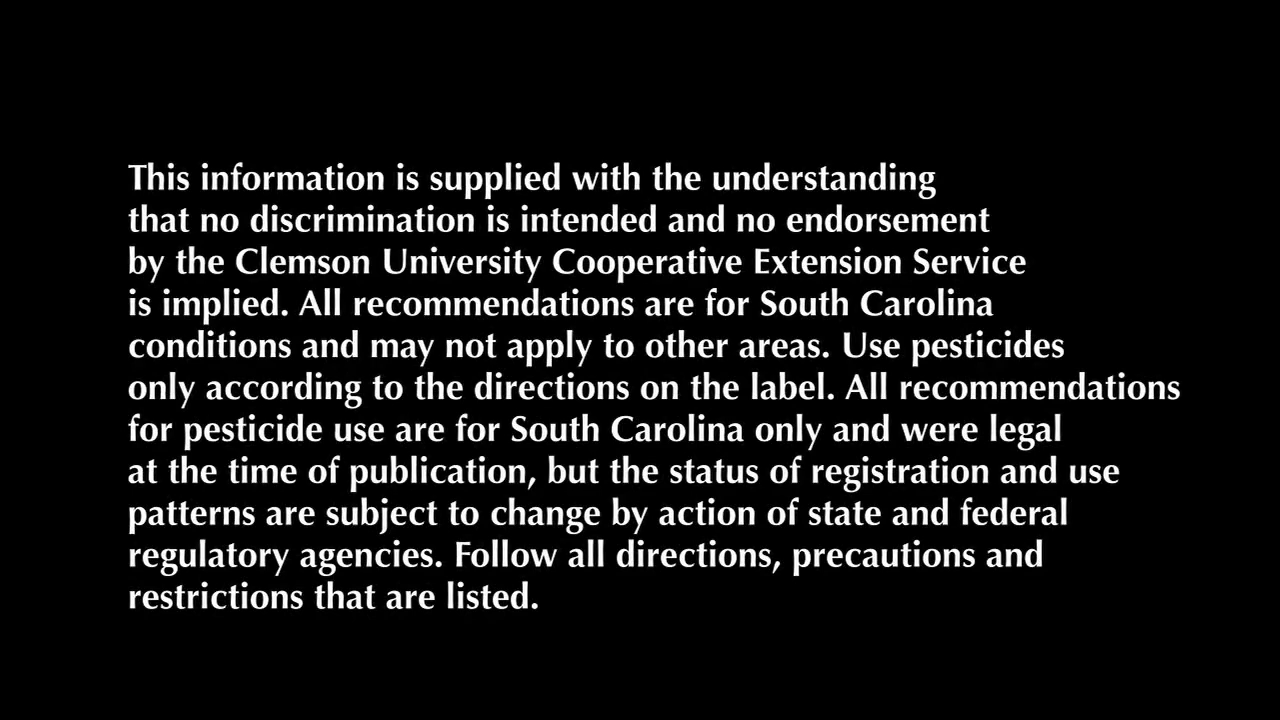 This information is supplied with the understanding
that no discrimination is intended and no endorsement
by the Clemson University Cooperative Extension Service
is implied. All recommendations are for South Carolina
conditions and may not apply to other areas. Use pesticides
only according to the directions on the label. All recommendations
for pesticide use are for South Carolina only and were legal
at the time of publication, but the status of registration and use
patterns are subject to change by action of state and federal
regulatory agencies. Follow all directions, precautions and
restrictions that are listed.